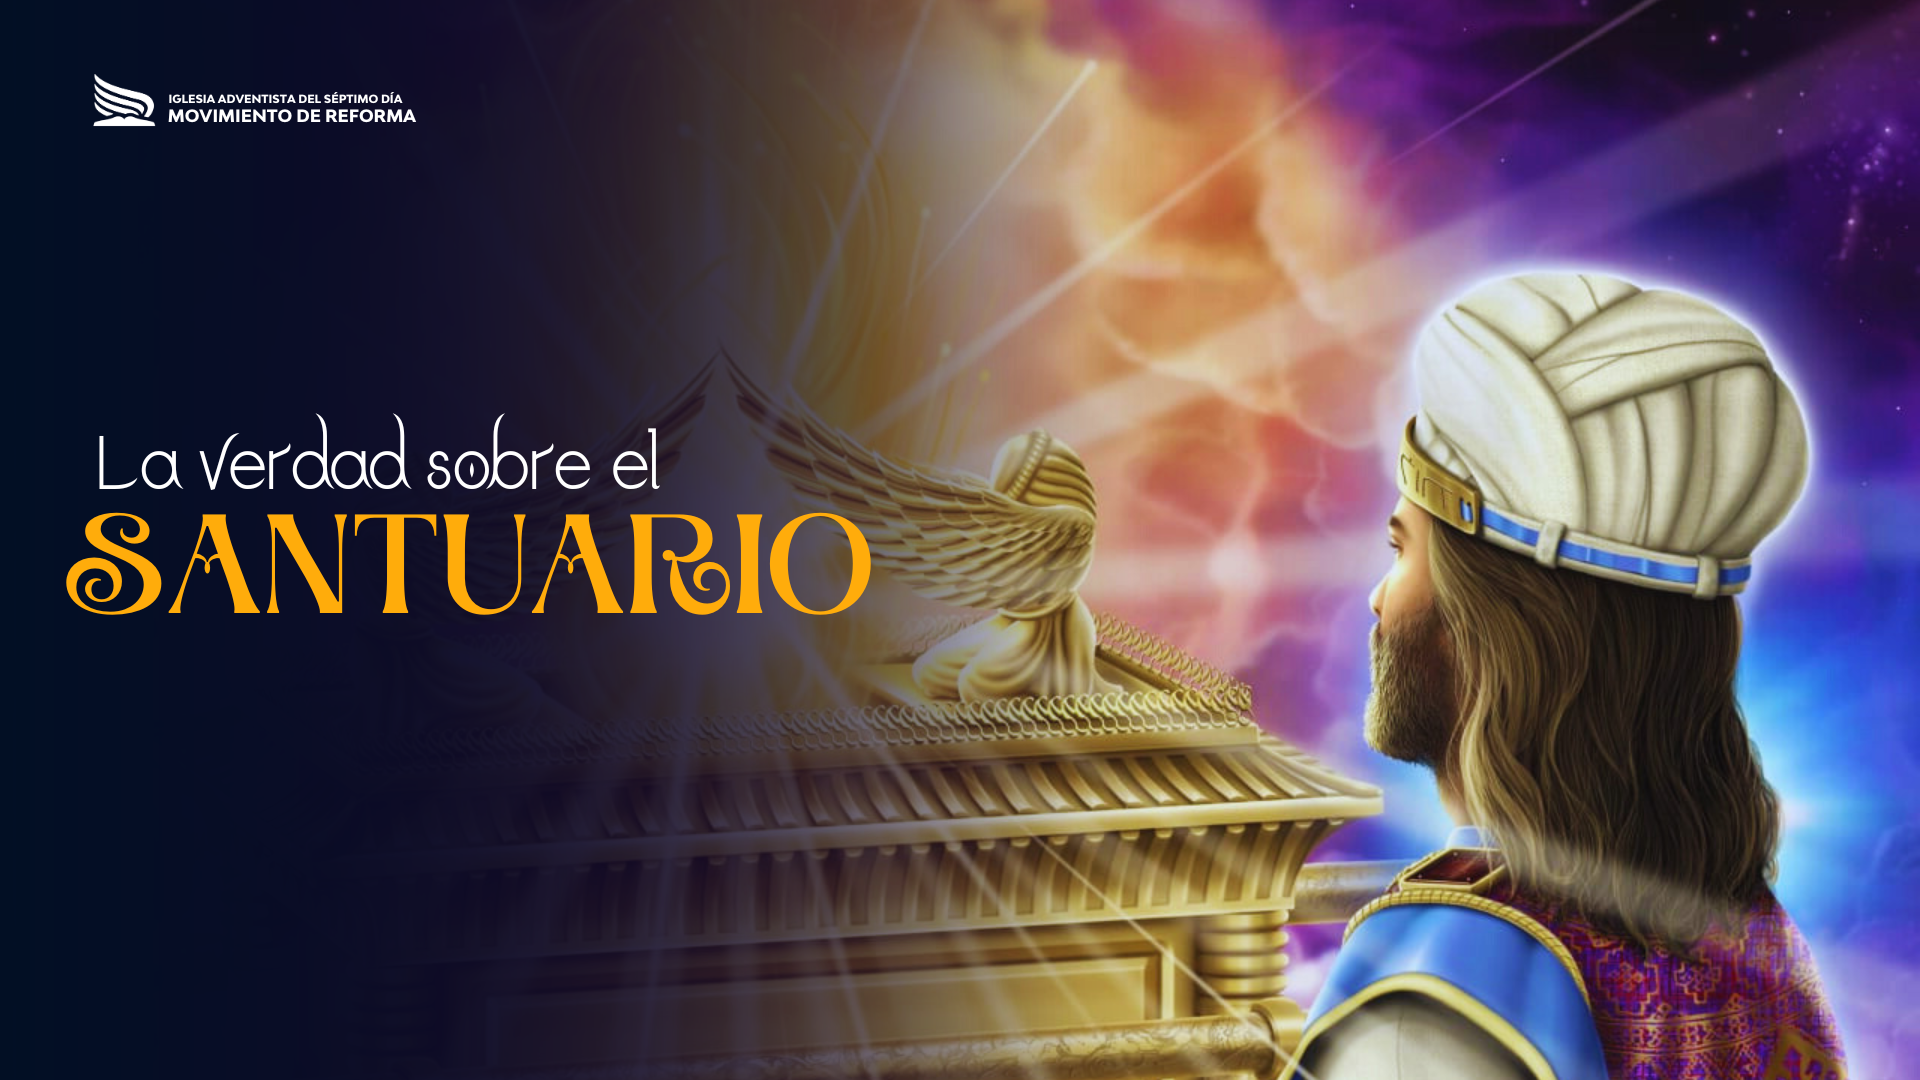 IGLESIA ADVENTISTA DEL SÉPTIMO DÍA
MOVIMIENTO DE REFORMA
La verdad sobre el
SANTUARIO